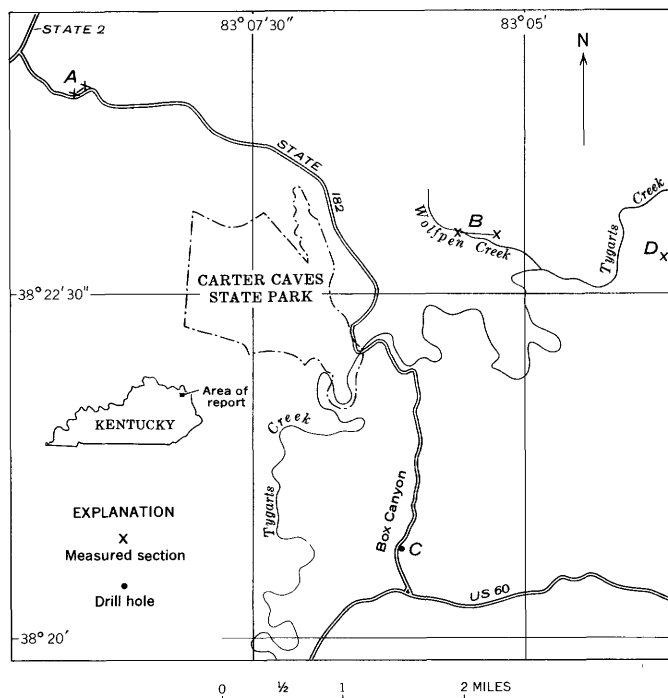 83° 07' 30"
83° 05'
STATE 2
N
A
STATE
182
Creek
Tygarts
B
Wolfpen Creek
D
CARTER CAVES
STATE PARK
38° 22' 30"
Area of
report
KENTUCKY
Creek
Tygarts
EXPLANATION
x
Measured section
Drill hole
Box Canyon
C
US 60
38° 20'
0 ½ 1 2 MILES